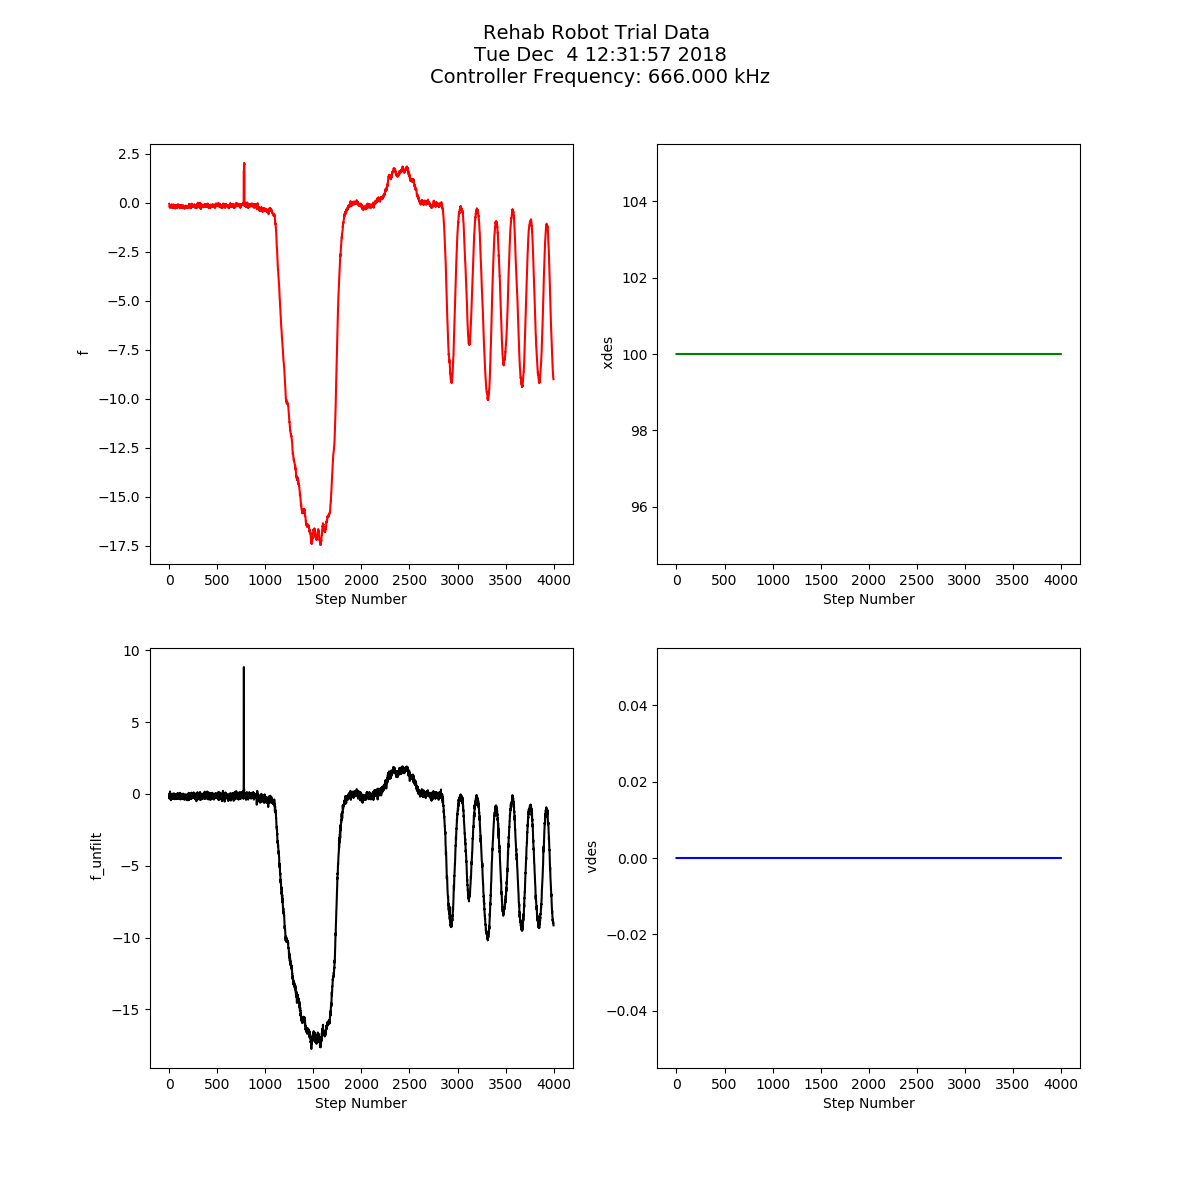 Rehab Robot Trial Data
Tue Dec  4 12:31:57 2018
Controller Frequency: 666.000 kHz
2.5
0.0
−2.5
−5.0
−7.5
−10.0
−12.5
−15.0
−17.5
f
0 500 1000 1500 2000 2500 3000 3500 4000
Step Number
104
102
100
98
96
xdes
0 500 1000 1500 2000 2500 3000 3500 4000
Step Number
10
5
0
−5
−10
−15
f_unfilt
0 500 1000 1500 2000 2500 3000 3500 4000
Step Number
0.04
0.02
0.00
−0.02
−0.04
vdes
0 500 1000 1500 2000 2500 3000 3500 4000
Step Number